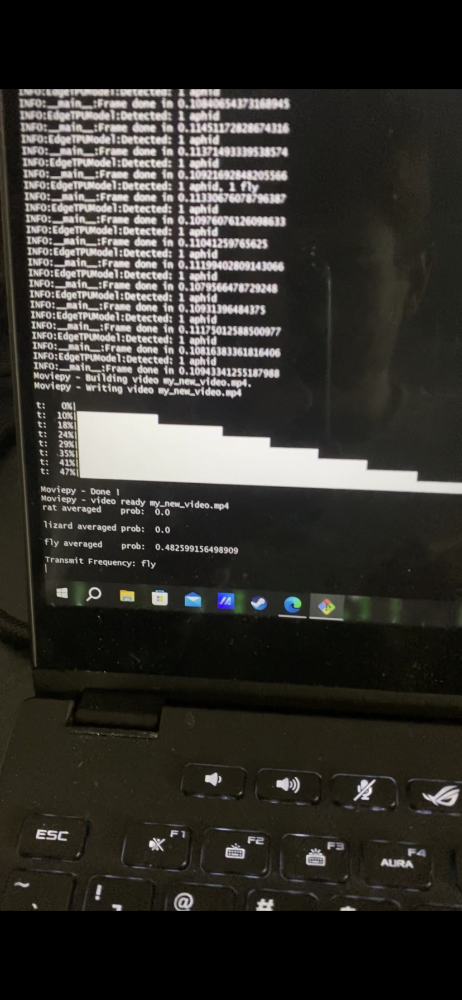 INFO:EdgeTPUModel:Detected: 1 aphid
INFO:__main__:Frame done in 0.10840654373168945
INFO:EdgeTPUModel:Detected: 1 aphid
INFO:__main__:Frame done in 0.11451172828674316
INFO:EdgeTPUModel:Detected: 1 aphid
INFO:__main__:Frame done in 0.11371493339538574
INFO:EdgeTPUModel:Detected: 1 aphid
INFO:__main__:Frame done in 0.10921692848205566
INFO:EdgeTPUModel:Detected: 1 aphid, 1 fly
INFO:__main__:Frame done in 0.11330676078796387
INFO:EdgeTPUModel:Detected: 1 aphid
INFO:__main__:Frame done in 0.10976076126098633
INFO:EdgeTPUModel:Detected: 1 aphid
INFO:__main__:Frame done in 0.11041259765625
INFO:EdgeTPUModel:Detected: 1 aphid
INFO:__main__:Frame done in 0.11199402809143066
INFO:EdgeTPUModel:Detected: 1 aphid
INFO:__main__:Frame done in 0.1079566478729248
INFO:EdgeTPUModel:Detected: 1 aphid
INFO:__main__:Frame done in 0.10931396484375
INFO:EdgeTPUModel:Detected: 1 aphid
INFO:__main__:Frame done in 0.11175012588500977
INFO:EdgeTPUModel:Detected: 1 aphid
INFO:__main__:Frame done in 0.10816383361816406
INFO:EdgeTPUModel:Detected: 1 aphid
INFO:__main__:Frame done in 0.10943341255187988
Moviepy - Building video my_new_video.mp4.
Moviepy - Writing video my_new_video.mp4
t: 0%|
t: 10%|
t: 18%|
t: 24%|
t: 29%|
t: 35%|
t: 41%|
t: 47%|
Moviepy - Done !
Moviepy - video ready my_new_video.mp4
rat averaged prob: 0.0
lizard averaged prob: 0.0
fly averaged prob: 0.482599156498909
Transmit Frequency: fly
ESC F1 F2 F3 F4
AURA
~ ! @ #